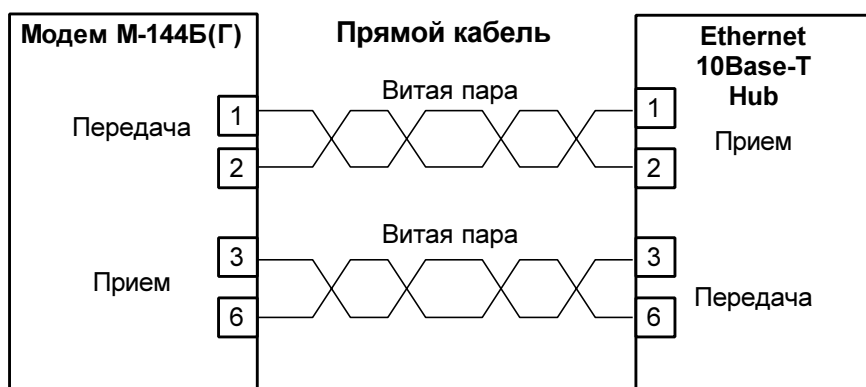 Модем М-144Б(Г)
Прямой кабель
Ethernet
10Base-T
Hub
Витая пара
Передача
1
2
1
2
Прием
Витая пара
Прием
3
6
3
6
Передача